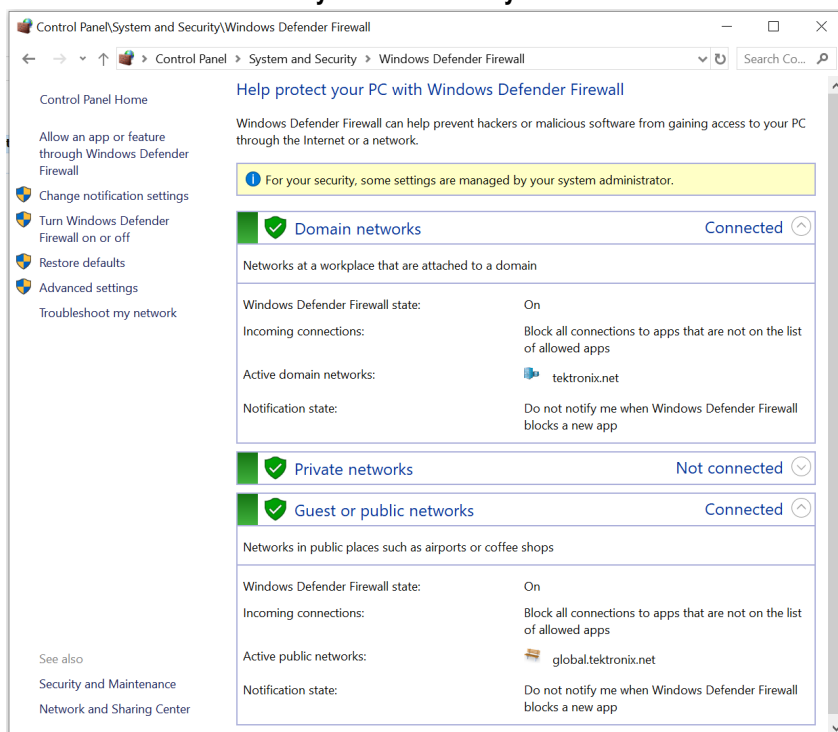 Control Panel\System and Security\Windows Defender Firewall
Control Panel > System and Security > Windows Defender Firewall
Search Co...
Control Panel Home
Allow an app or feature
through Windows Defender
Firewall
Change notification settings
Turn Windows Defender
Firewall on or off
Restore defaults
Advanced settings
Troubleshoot my network
Help protect your PC with Windows Defender Firewall
Windows Defender Firewall can help prevent hackers or malicious software from gaining access to your PC
through the Internet or a network.
For your security, some settings are managed by your system administrator.
Domain networks Connected
Networks at a workplace that are attached to a domain
Windows Defender Firewall state: On
Incoming connections: Block all connections to apps that are not on the list
of allowed apps
Active domain networks: tektronix.net
Notification state: Do not notify me when Windows Defender Firewall
blocks a new app
Private networks Not connected
Guest or public networks Connected
Networks in public places such as airports or coffee shops
Windows Defender Firewall state: On
Incoming connections: Block all connections to apps that are not on the list
of allowed apps
Active public networks: global.tektronix.net
Notification state: Do not notify me when Windows Defender Firewall
blocks a new app
See also
Security and Maintenance
Network and Sharing Center